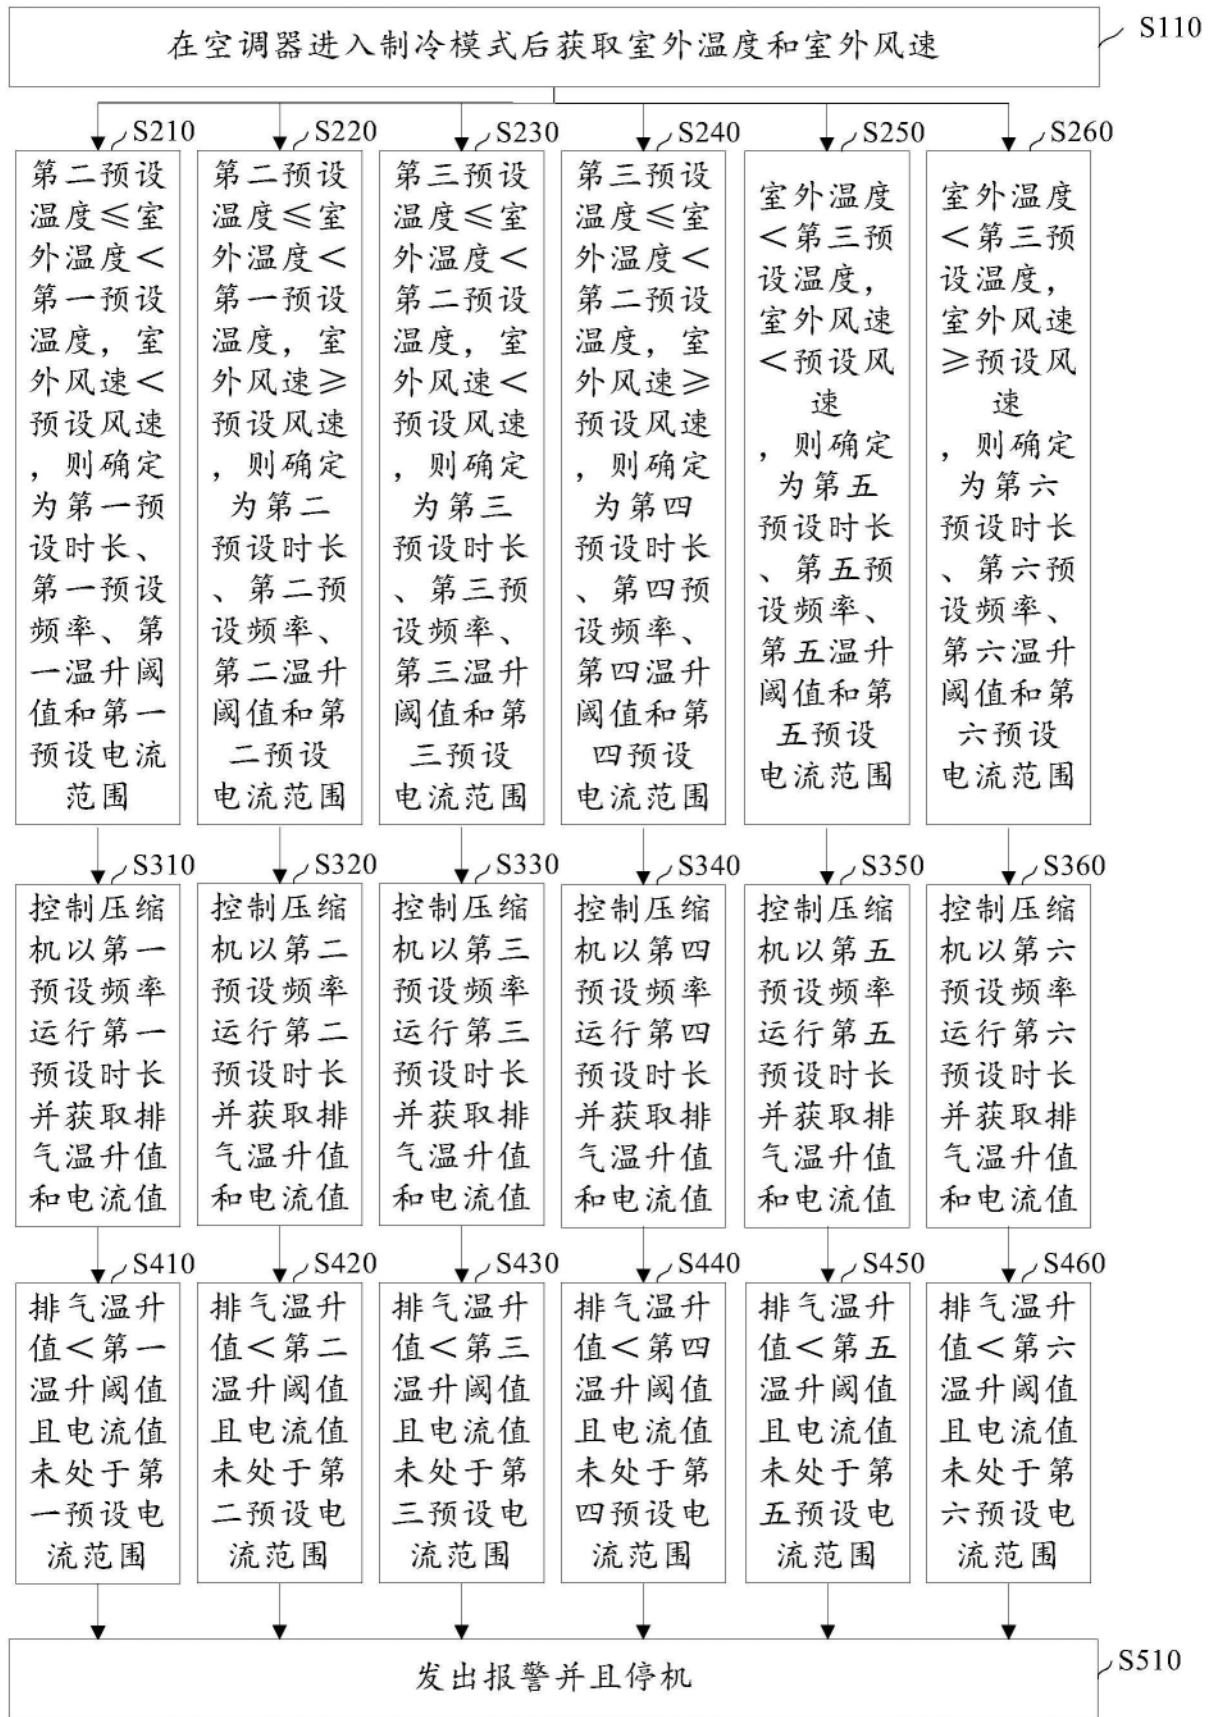 在空调器进入制冷模式后获取室外温度和室外风速
S110
S210
第二预设
温度≤室
外温度<
第一预设
温度，室
外风速<
预设风速
，则确定
为第一预
设时长、
第一预设
频率、第
一温升阈
值和第一
预设电流
范围
S220
第二预设
温度≤室
外温度<
第一预设
温度，室
外风速≥
预设风速
，则确定
为第二
预设时长
、第二预
设频率、
第二温升
阈值和第
二预设
电流范围
S230
第三预设
温度≤室
外温度<
第二预设
温度，室
外风速<
预设风速
，则确定
为第三
预设时长
、第三预
设频率、
第三温升
阈值和第
三预设
电流范围
S240
第三预设
温度≤室
外温度<
第二预设
温度，室
外风速≥
预设风速
，则确定
为第四
预设时长
、第四预
设频率、
第四温升
阈值和第
四预设
电流范围
S250
室外温度
<第三预
设温度，
室外风速
<预设风
速
，则确定
为第五
预设时长
、第五预
设频率、
第五温升
阈值和第
五预设
电流范围
S260
室外温度
<第三预
设温度，
室外风速
≥预设风
速
，则确定
为第六
预设时长
、第六预
设频率、
第六温升
阈值和第
六预设
电流范围
S310
控制压缩
机以第一
预设频率
运行第一
预设时长
并获取排
气温升值
和电流值
S320
控制压缩
机以第二
预设频率
运行第二
预设时长
并获取排
气温升值
和电流值
S330
控制压缩
机以第三
预设频率
运行第三
预设时长
并获取排
气温升值
和电流值
S340
控制压缩
机以第四
预设频率
运行第四
预设时长
并获取排
气温升值
和电流值
S350
控制压缩
机以第五
预设频率
运行第五
预设时长
并获取排
气温升值
和电流值
S360
控制压缩
机以第六
预设频率
运行第六
预设时长
并获取排
气温升值
和电流值
S410
排气温升
值<第一
温升阈值
且电流值
未处于第
一预设电
流范围
S420
排气温升
值<第二
温升阈值
且电流值
未处于第
二预设电
流范围
S430
排气温升
值<第三
温升阈值
且电流值
未处于第
三预设电
流范围
S440
排气温升
值<第四
温升阈值
且电流值
未处于第
四预设电
流范围
S450
排气温升
值<第五
温升阈值
且电流值
未处于第
五预设电
流范围
S460
排气温升
值<第六
温升阈值
且电流值
未处于第
六预设电
流范围
发出报警并且停机
S510